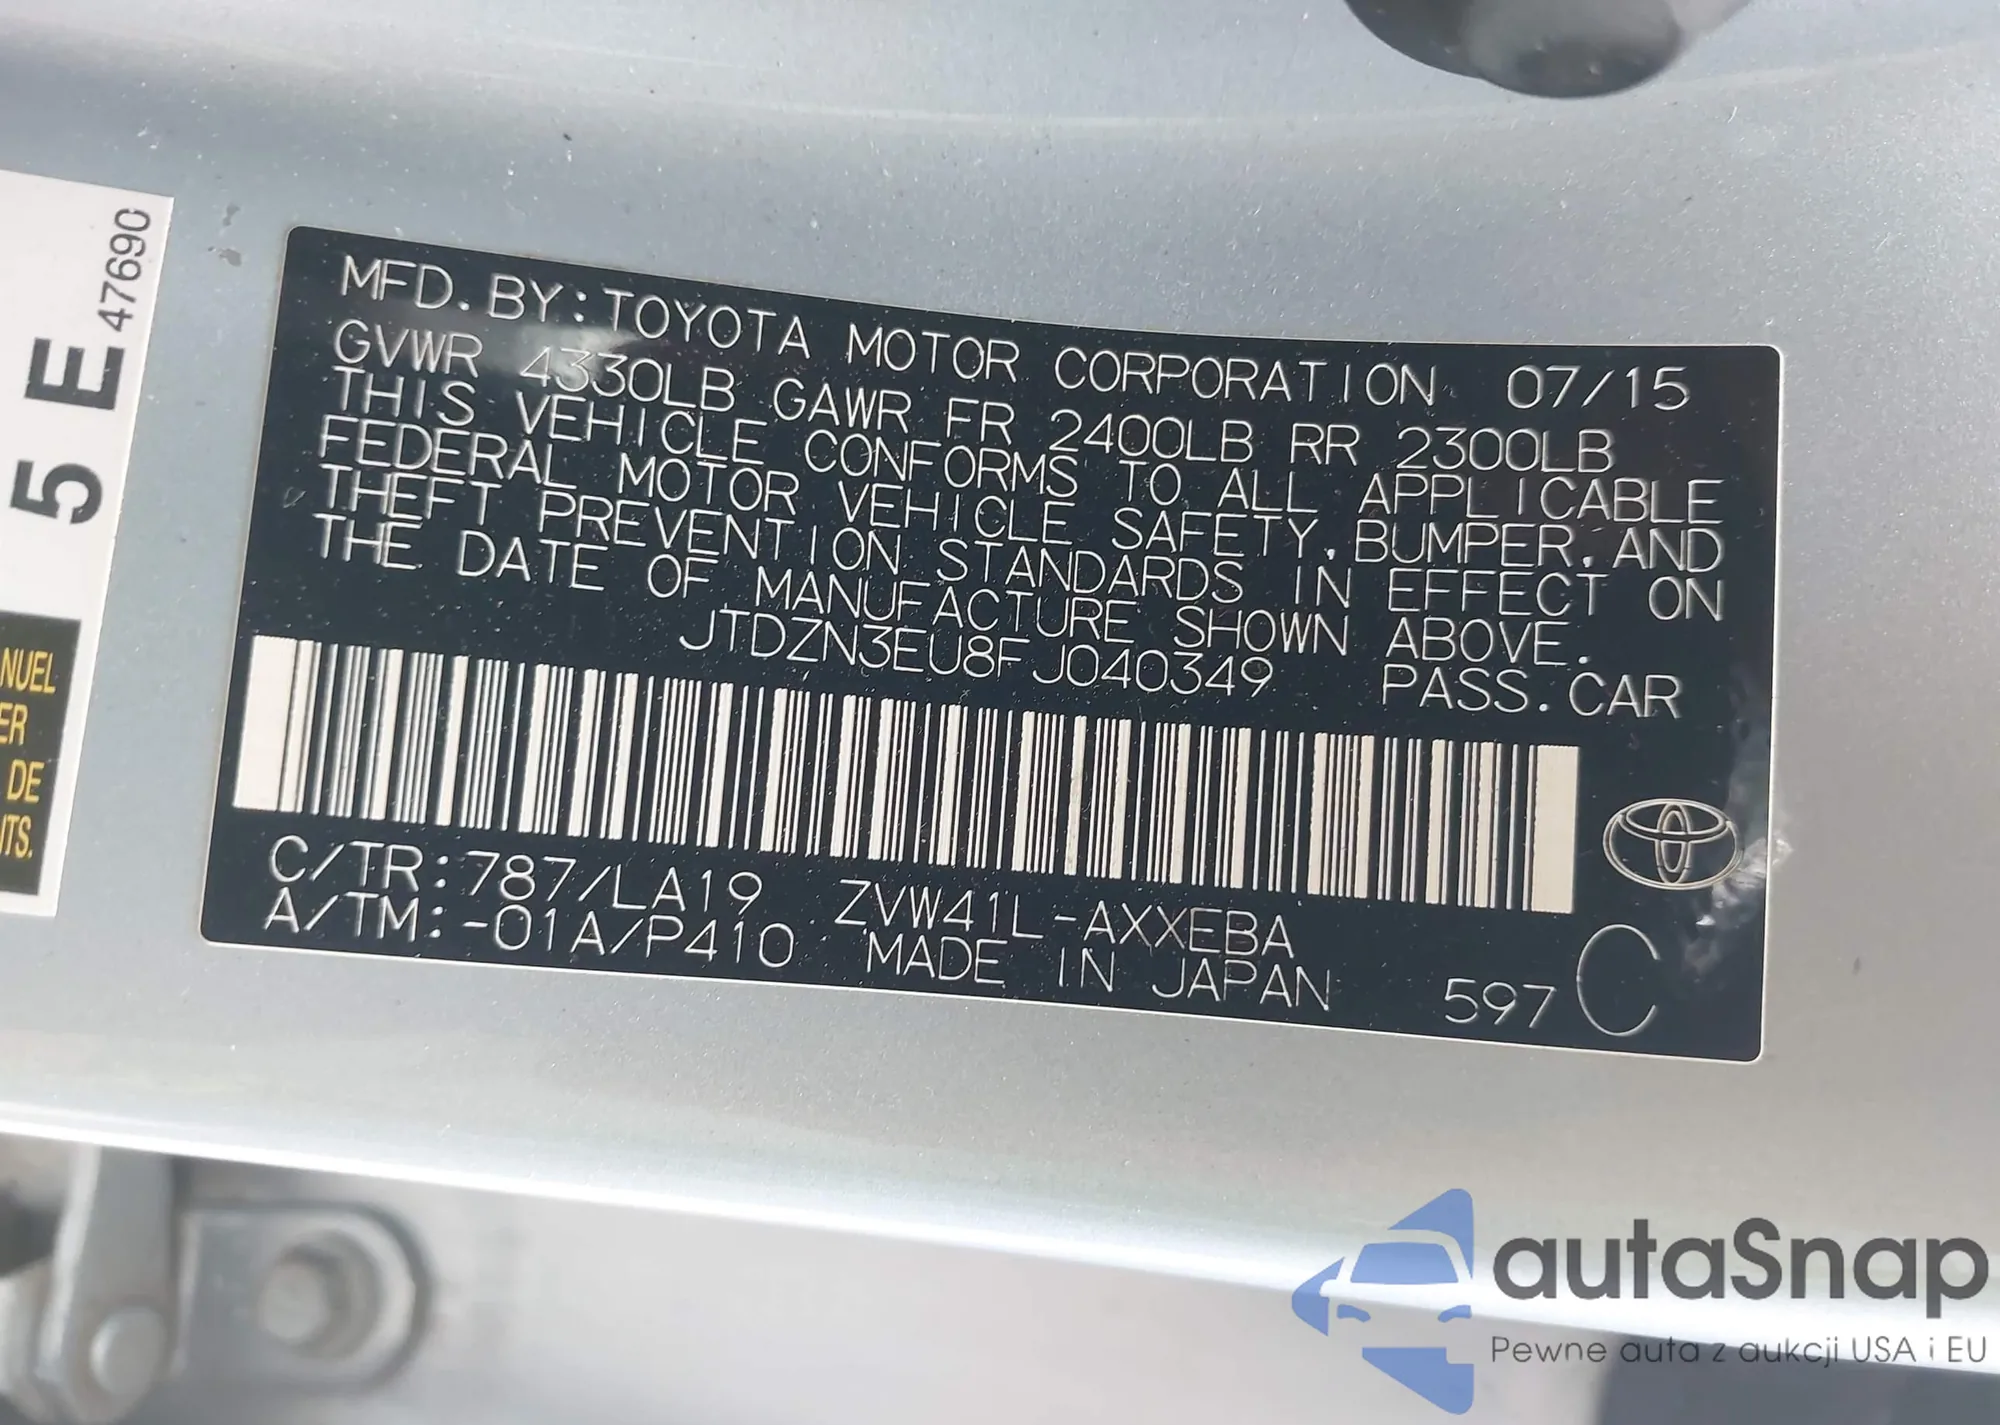 MFD. BY: TOYOTA MOTOR CORPORATION 07/15
GVWR 4330LB GAWR FR 2400LB RR 2300LB
THIS VEHICLE CONFORMS TO ALL APPLICABLE
FEDERAL MOTOR VEHICLE SAFETY, BUMPER, AND
THEFT PREVENTION STANDARDS IN EFFECT ON
THE DATE OF MANUFACTURE SHOWN ABOVE.
JTDZN3EU8FJ040349 PASS. CAR
C/TR: 787/LA19 ZVW41L-AXXEBA
A/TM: -01A/P410 MADE IN JAPAN 597 C
5 E 47690
NUEL
ER
DE
TS.
autaSnap
Pewne auta z aukcji USA i EU